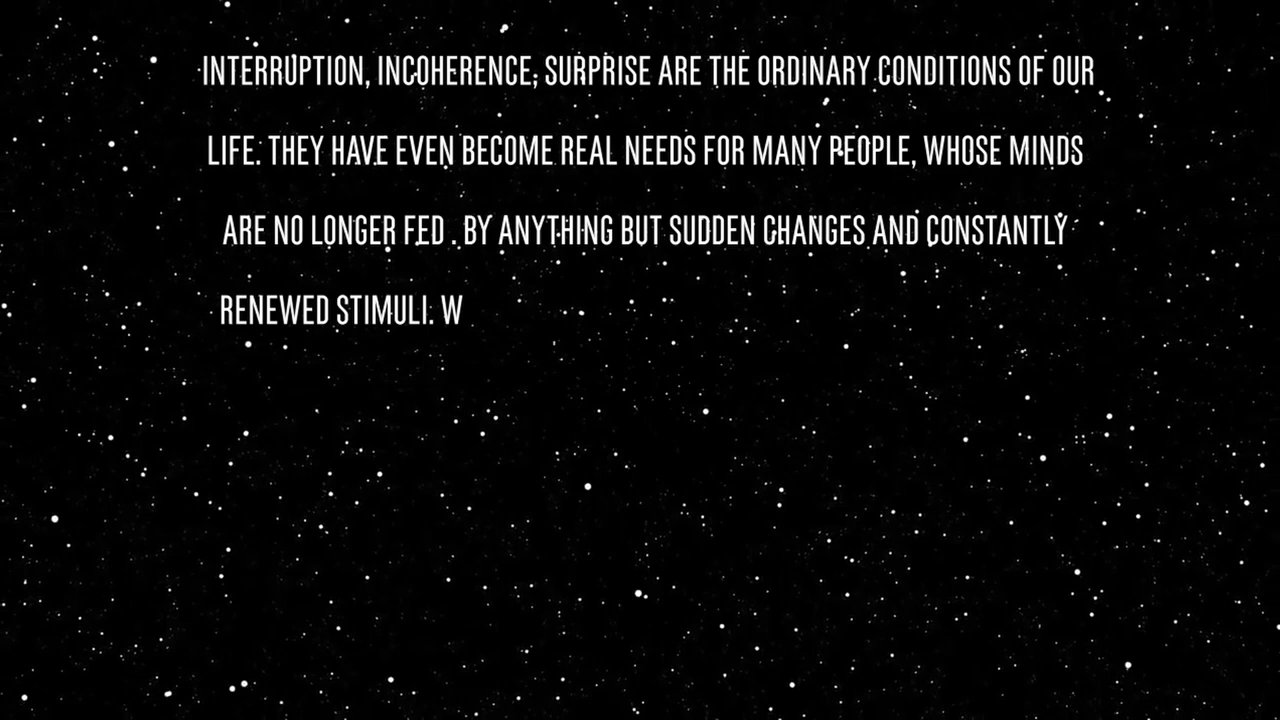 INTERRUPTION, INCOHERENCE, SURPRISE ARE THE ORDINARY CONDITIONS OF OUR
LIFE. THEY HAVE EVEN BECOME REAL NEEDS FOR MANY PEOPLE, WHOSE MINDS
ARE NO LONGER FED . BY ANYTHING BUT SUDDEN CHANGES AND CONSTANTLY
RENEWED STIMULI. W